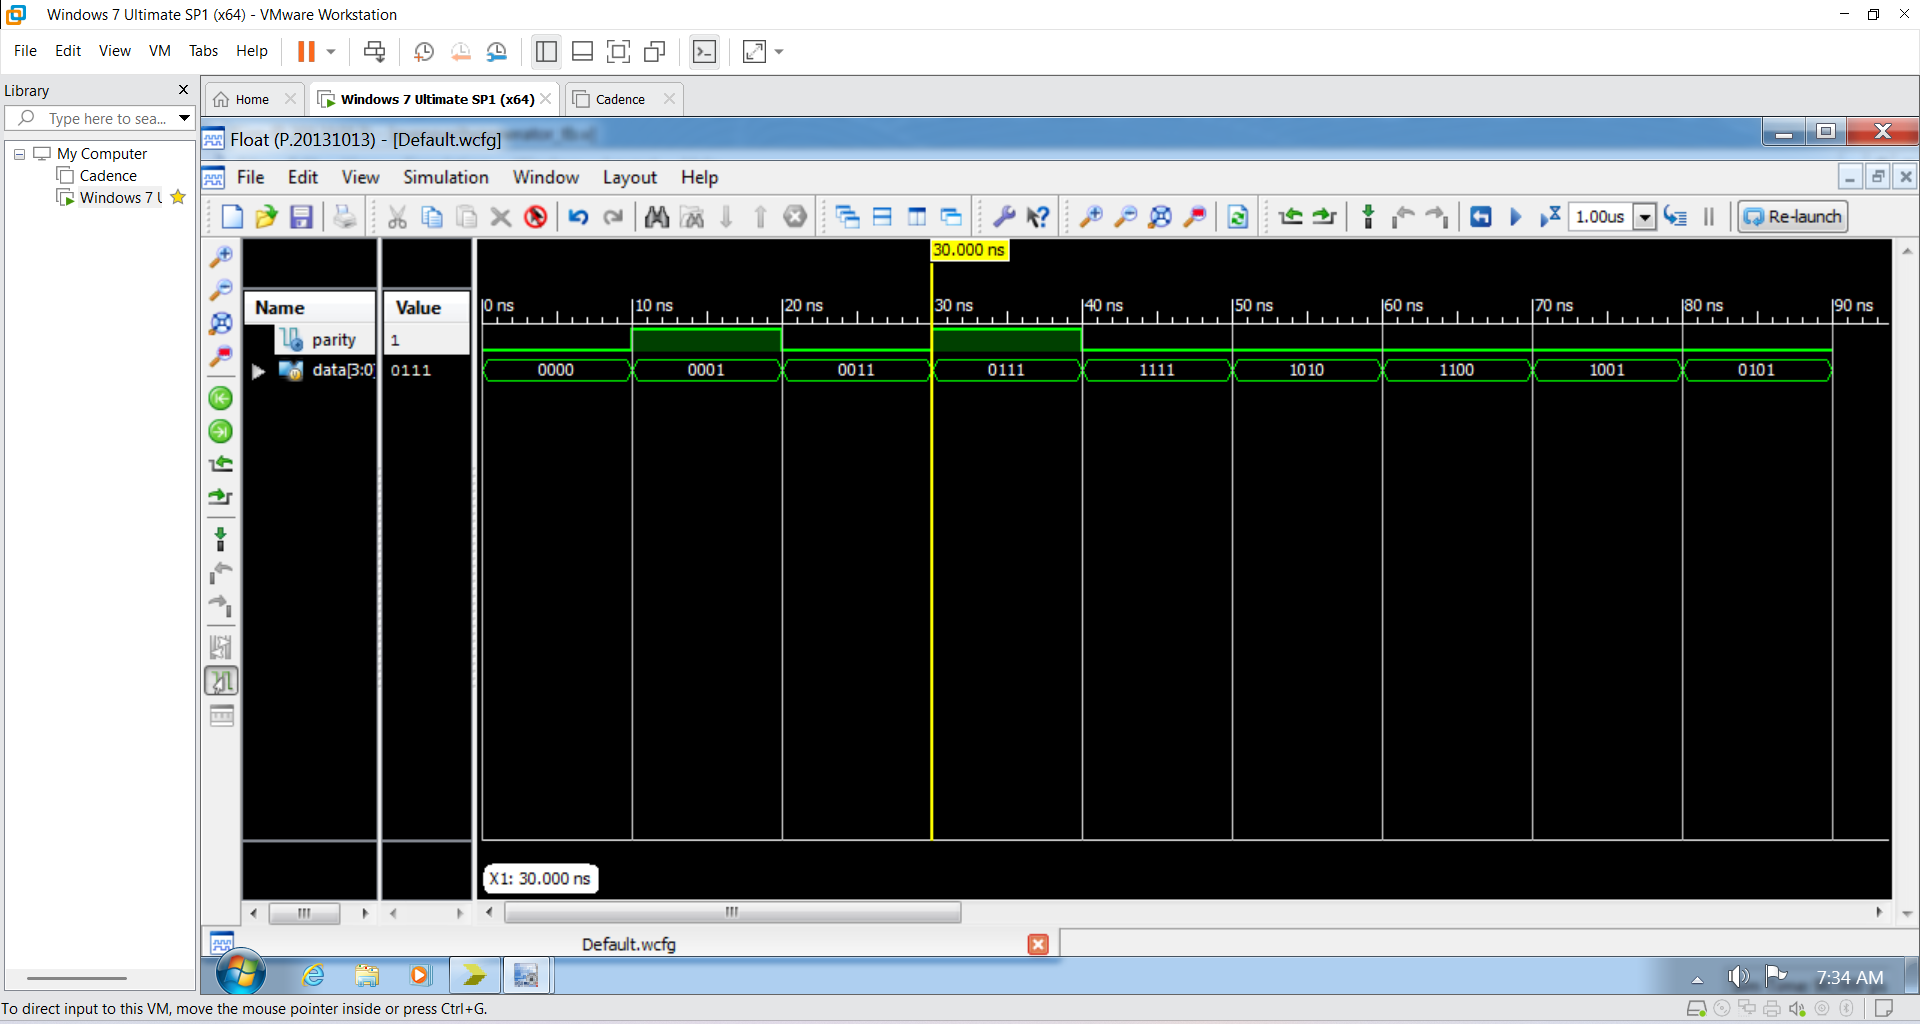 Windows 7 Ultimate SP1 (x64) - VMware Workstation
File Edit View VM Tabs Help
Library
Type here to sea...
My Computer
Cadence
Windows 7 U
Home
Windows 7 Ultimate SP1 (x64)
Cadence
Float (P.20131013) - [Default.wcfg]
File Edit View Simulation Window Layout Help
1.00us
Re-launch
30.000 ns
Name Value
0 ns 10 ns 20 ns 30 ns 40 ns 50 ns 60 ns 70 ns 80 ns 90 ns
parity 1
data[3:0] 0111
0000 0001 0011 0111 1111 1010 1100 1001 0101
X1: 30.000 ns
Default.wcfg
7:34 AM
To direct input to this VM, move the mouse pointer inside or press Ctrl+G.